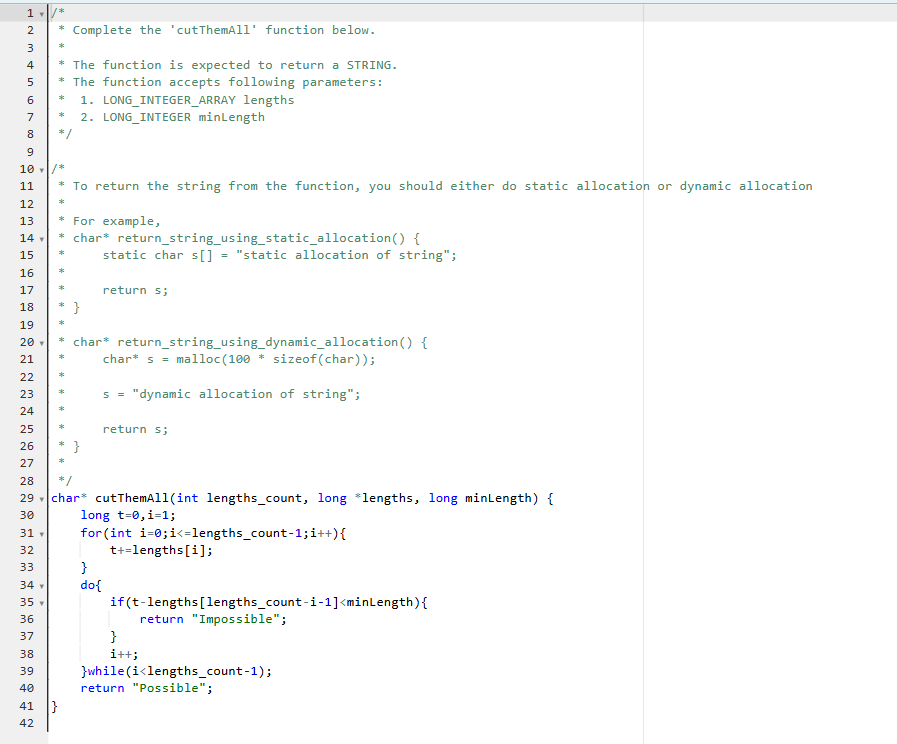 1 /*
2  * Complete the 'cutThemAll' function below.
3  *
4  * The function is expected to return a STRING.
5  * The function accepts following parameters:
6  *  1. LONG_INTEGER_ARRAY lengths
7  *  2. LONG_INTEGER minLength
8  */
9
10 /*
11  * To return the string from the function, you should either do static allocation or dynamic allocation
12  *
13  * For example,
14  * char* return_string_using_static_allocation() {
15  *     static char s[] = "static allocation of string";
16  *
17  *     return s;
18  * }
19  *
20  * char* return_string_using_dynamic_allocation() {
21  *     char* s = malloc(100 * sizeof(char));
22  *
23  *     s = "dynamic allocation of string";
24  *
25  *     return s;
26  * }
27  *
28  */
29 char* cutThemAll(int lengths_count, long *lengths, long minLength) {
30     long t=0,i=1;
31     for(int i=0;i<=lengths_count-1;i++){
32         t+=lengths[i];
33     }
34     do{
35         if(t-lengths[lengths_count-i-1]<minLength){
36             return "Impossible";
37         }
38         i++;
39     }while(i<lengths_count-1);
40     return "Possible";
41 }
42